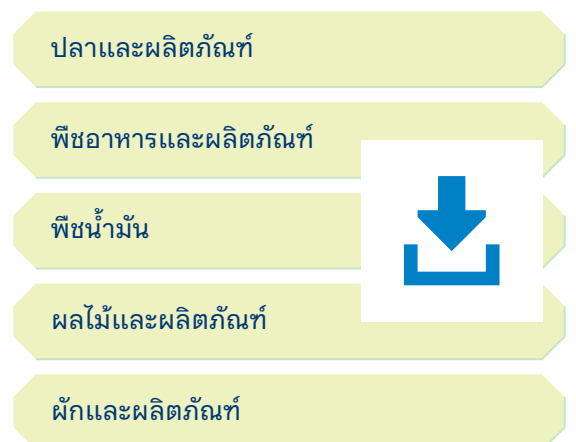 ปลาและผลิตภัณฑ์
พืชอาหารและผลิตภัณฑ์
พืชน้ำมัน
ผลไม้และผลิตภัณฑ์
ผักและผลิตภัณฑ์